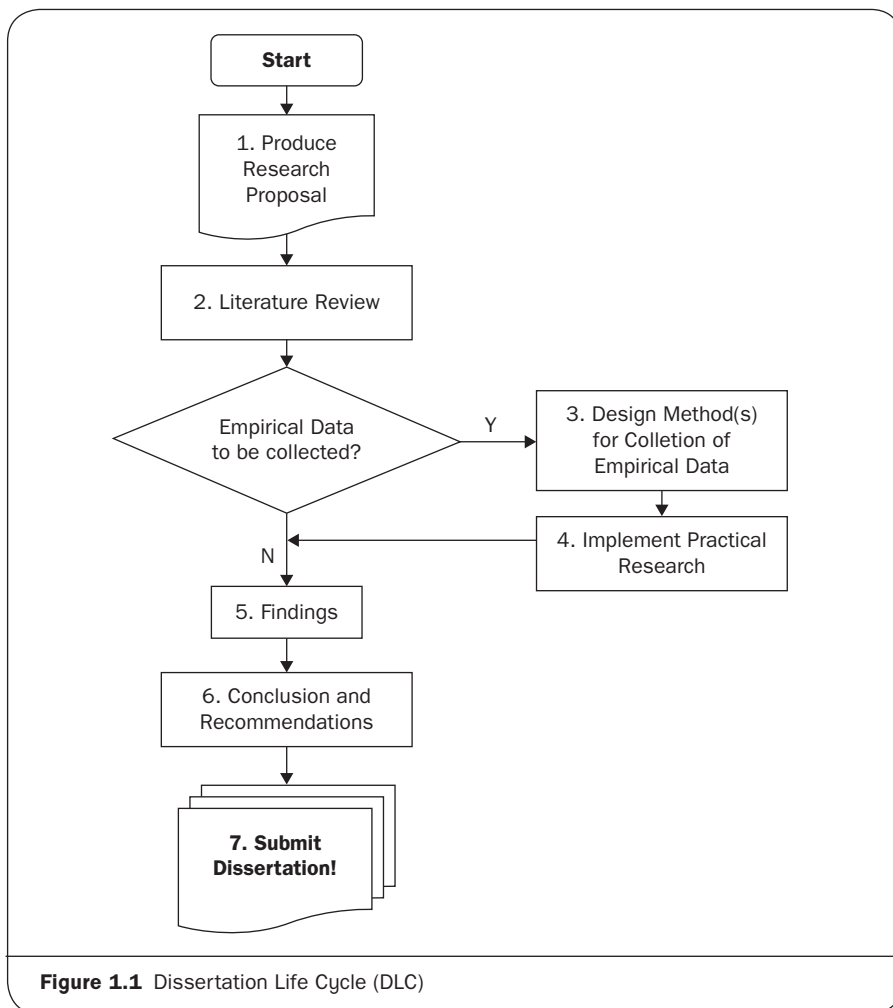 Start
1. Produce
Research
Proposal
2. Literature Review
Empirical Data
to be collected?
Y
3. Design Method(s)
for Colletion of
Empirical Data
4. Implement Practical
Research
N
5. Findings
6. Conclusion and
Recommendations
7. Submit
Dissertation!
Figure 1.1 Dissertation Life Cycle (DLC)